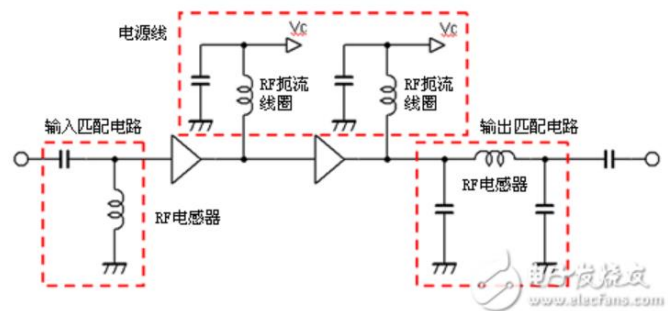 电源线
Vc
Vc
RF扼流
线圈
RF扼流
线圈
输入匹配电路
输出匹配电路
RF电感器
RF电感器
电子发烧友
www.elecfans.com